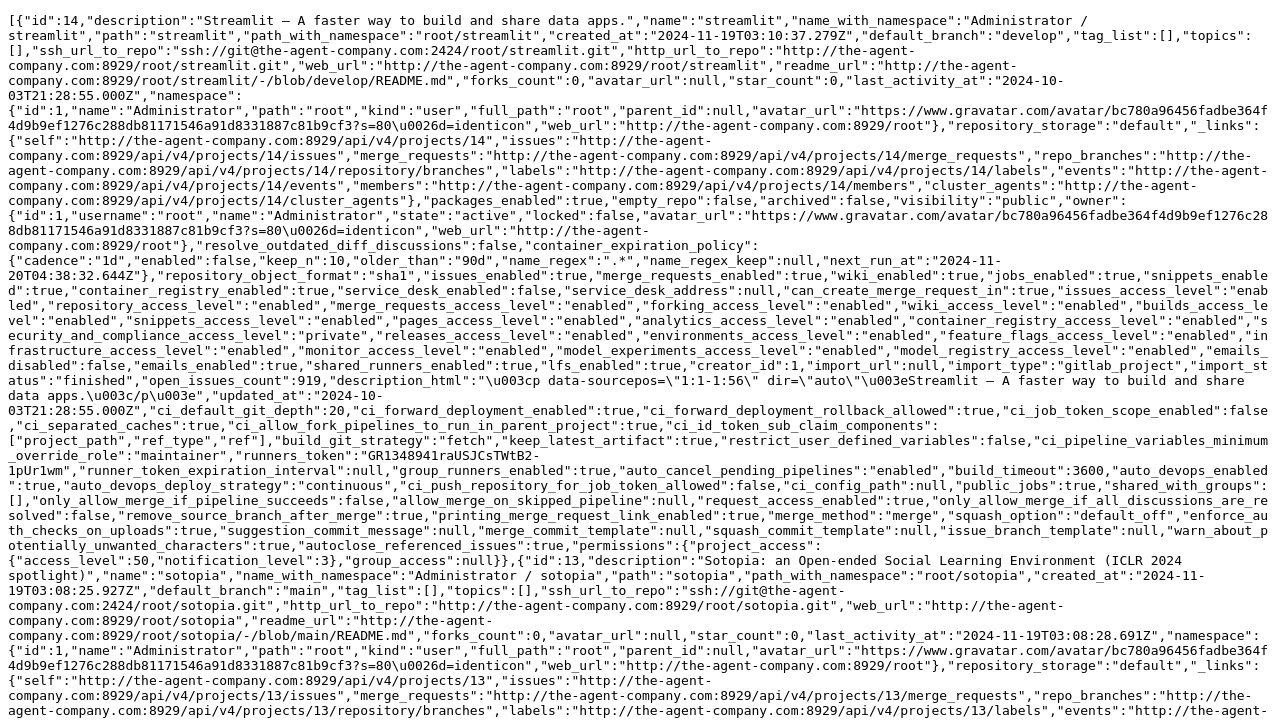 [{"id":14,"description":"Streamlit — A faster way to build and share data apps.","name":"streamlit","name_with_namespace":"Administrator /
streamlit","path":"streamlit","path_with_namespace":"root/streamlit","created_at":"2024-11-19T03:10:37.279Z","default_branch":"develop","tag_list":[],"topics":
[],"ssh_url_to_repo":"ssh://git@the-agent-company.com:2424/root/streamlit.git","http_url_to_repo":"http://the-agent-
company.com:8929/root/streamlit.git","web_url":"http://the-agent-company.com:8929/root/streamlit","readme_url":"http://the-agent-
company.com:8929/root/streamlit/-/blob/develop/README.md","forks_count":0,"avatar_url":null,"star_count":0,"last_activity_at":"2024-10-
03T21:28:55.000Z","namespace":
{"id":1,"name":"Administrator","path":"root","kind":"user","full_path":"root","parent_id":null,"avatar_url":"https://www.gravatar.com/avatar/bc780a96456fadbe364f
4d9b9ef1276c288db81171546a91d8331887c81b9cf3?s=80\u0026d=identicon","web_url":"http://the-agent-company.com:8929/root"},"repository_storage":"default","_links":
{"self":"http://the-agent-company.com:8929/api/v4/projects/14","issues":"http://the-agent-
company.com:8929/api/v4/projects/14/issues","merge_requests":"http://the-agent-company.com:8929/api/v4/projects/14/merge_requests","repo_branches":"http://the-
agent-company.com:8929/api/v4/projects/14/repository/branches","labels":"http://the-agent-company.com:8929/api/v4/projects/14/labels","events":"http://the-agent-
company.com:8929/api/v4/projects/14/events","members":"http://the-agent-company.com:8929/api/v4/projects/14/members","cluster_agents":"http://the-agent-
company.com:8929/api/v4/projects/14/cluster_agents"},"packages_enabled":true,"empty_repo":false,"archived":false,"visibility":"public","owner":
{"id":1,"username":"root","name":"Administrator","state":"active","locked":false,"avatar_url":"https://www.gravatar.com/avatar/bc780a96456fadbe364f4d9b9ef1276c28
8db81171546a91d8331887c81b9cf3?s=80\u0026d=identicon","web_url":"http://the-agent-
company.com:8929/root"},"resolve_outdated_diff_discussions":false,"container_expiration_policy":
{"cadence":"1d","enabled":false,"keep_n":10,"older_than":"90d","name_regex":".*","name_regex_keep":null,"next_run_at":"2024-11-
20T04:38:32.644Z"},"repository_object_format":"sha1","issues_enabled":true,"merge_requests_enabled":true,"wiki_enabled":true,"jobs_enabled":true,"snippets_enable
d":true,"container_registry_enabled":true,"service_desk_enabled":false,"service_desk_address":null,"can_create_merge_request_in":true,"issues_access_level":"enab
led","repository_access_level":"enabled","merge_requests_access_level":"enabled","forking_access_level":"enabled","wiki_access_level":"enabled","builds_access_le
vel":"enabled","snippets_access_level":"enabled","pages_access_level":"enabled","analytics_access_level":"enabled","container_registry_access_level":"enabled","s
ecurity_and_compliance_access_level":"private","releases_access_level":"enabled","environments_access_level":"enabled","feature_flags_access_level":"enabled","in
frastructure_access_level":"enabled","monitor_access_level":"enabled","model_experiments_access_level":"enabled","model_registry_access_level":"enabled","emails_
disabled":false,"emails_enabled":true,"shared_runners_enabled":true,"lfs_enabled":true,"creator_id":1,"import_url":null,"import_type":"gitlab_project","import_st
atus":"finished","open_issues_count":919,"description_html":"\u003cp data-sourcepos=\"1:1-1:56\" dir=\"auto\"\u003eStreamlit — A faster way to build and share
data apps.\u003c/p\u003e","updated_at":"2024-10-
03T21:28:55.000Z","ci_default_git_depth":20,"ci_forward_deployment_enabled":true,"ci_forward_deployment_rollback_allowed":true,"ci_job_token_scope_enabled":false
,"ci_separated_caches":true,"ci_allow_fork_pipelines_to_run_in_parent_project":true,"ci_id_token_sub_claim_components":
["project_path","ref_type","ref"],"build_git_strategy":"fetch","keep_latest_artifact":true,"restrict_user_defined_variables":false,"ci_pipeline_variables_minimum
_override_role":"maintainer","runners_token":"GR1348941raUSJCsTWtB2-
1pUr1wm","runner_token_expiration_interval":null,"group_runners_enabled":true,"auto_cancel_pending_pipelines":"enabled","build_timeout":3600,"auto_devops_enabled
":true,"auto_devops_deploy_strategy":"continuous","ci_push_repository_for_job_token_allowed":false,"ci_config_path":null,"public_jobs":true,"shared_with_groups":
[],"only_allow_merge_if_pipeline_succeeds":false,"allow_merge_on_skipped_pipeline":null,"request_access_enabled":true,"only_allow_merge_if_all_discussions_are_re
solved":false,"remove_source_branch_after_merge":true,"printing_merge_request_link_enabled":true,"merge_method":"merge","squash_option":"default_off","enforce_au
th_checks_on_uploads":true,"suggestion_commit_message":null,"merge_commit_template":null,"squash_commit_template":null,"issue_branch_template":null,"warn_about_p
otentially_unwanted_characters":true,"autoclose_referenced_issues":true,"permissions":{"project_access":
{"access_level":50,"notification_level":3},"group_access":null}},{"id":13,"description":"Sotopia: an Open-ended Social Learning Environment (ICLR 2024
spotlight)","name":"sotopia","name_with_namespace":"Administrator / sotopia","path":"sotopia","path_with_namespace":"root/sotopia","created_at":"2024-11-
19T03:08:25.927Z","default_branch":"main","tag_list":[],"topics":[],"ssh_url_to_repo":"ssh://git@the-agent-
company.com:2424/root/sotopia.git","http_url_to_repo":"http://the-agent-company.com:8929/root/sotopia.git","web_url":"http://the-agent-
company.com:8929/root/sotopia","readme_url":"http://the-agent-
company.com:8929/root/sotopia/-/blob/main/README.md","forks_count":0,"avatar_url":null,"star_count":0,"last_activity_at":"2024-11-19T03:08:28.691Z","namespace":
{"id":1,"name":"Administrator","path":"root","kind":"user","full_path":"root","parent_id":null,"avatar_url":"https://www.gravatar.com/avatar/bc780a96456fadbe364f
4d9b9ef1276c288db81171546a91d8331887c81b9cf3?s=80\u0026d=identicon","web_url":"http://the-agent-company.com:8929/root"},"repository_storage":"default","_links":
{"self":"http://the-agent-company.com:8929/api/v4/projects/13","issues":"http://the-agent-
company.com:8929/api/v4/projects/13/issues","merge_requests":"http://the-agent-company.com:8929/api/v4/projects/13/merge_requests","repo_branches":"http://the-
agent-company.com:8929/api/v4/projects/13/repository/branches","labels":"http://the-agent-company.com:8929/api/v4/projects/13/labels","events":"http://the-agent-